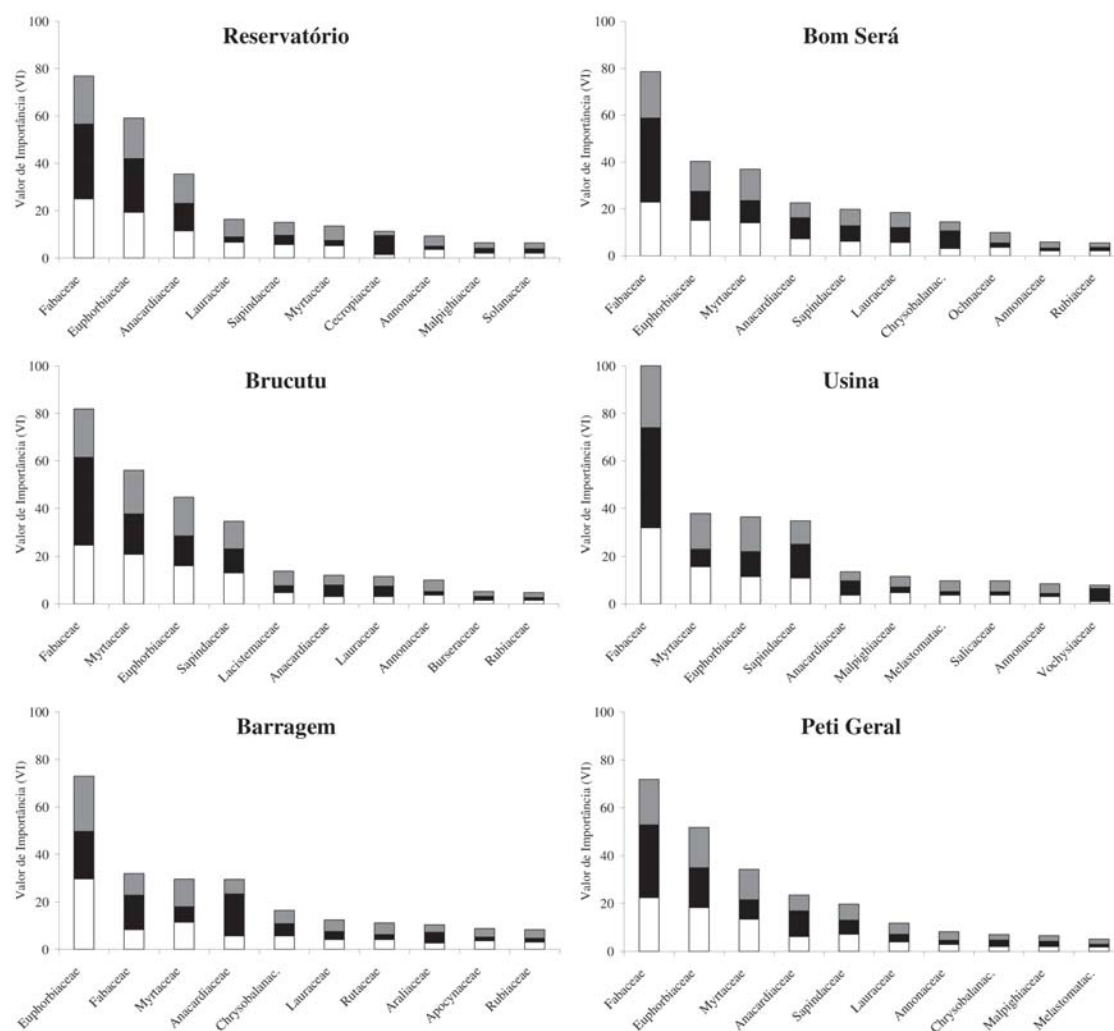 Reservatório
Valor de Importância (VI)
100
80
60
40
20
0
Fabaceae
Euphorbiaceae
Anacardiaceae
Lauraceae
Sapindaceae
Myrtaceae
Cecropiaceae
Annonaceae
Malpighiaceae
Solanaceae
Bom Será
Valor de Importância (VI)
100
80
60
40
20
0
Fabaceae
Euphorbiaceae
Myrtaceae
Anacardiaceae
Sapindaceae
Lauraceae
Chrysobalanac.
Ochnaceae
Annonaceae
Rubiaceae
Brucutu
Valor de Importância (VI)
100
80
60
40
20
0
Fabaceae
Myrtaceae
Euphorbiaceae
Sapindaceae
Lacistemaceae
Anacardiaceae
Lauraceae
Annonaceae
Burseraceae
Rubiaceae
Usina
Valor de Importância (VI)
100
80
60
40
20
0
Fabaceae
Myrtaceae
Euphorbiaceae
Sapindaceae
Anacardiaceae
Malpighiaceae
Melastomatac.
Salicaceae
Annonaceae
Vochysiaceae
Barragem
Valor de Importância (VI)
100
80
60
40
20
0
Euphorbiaceae
Fabaceae
Myrtaceae
Anacardiaceae
Chrysobalanac.
Lauraceae
Rutaceae
Araliaceae
Apocynaceae
Rubiaceae
Peti Geral
Valor de Importância (VI)
100
80
60
40
20
0
Fabaceae
Euphorbiaceae
Myrtaceae
Anacardiaceae
Sapindaceae
Lauraceae
Annonaceae
Chrysobalanac.
Malpighiaceae
Melastomatac.